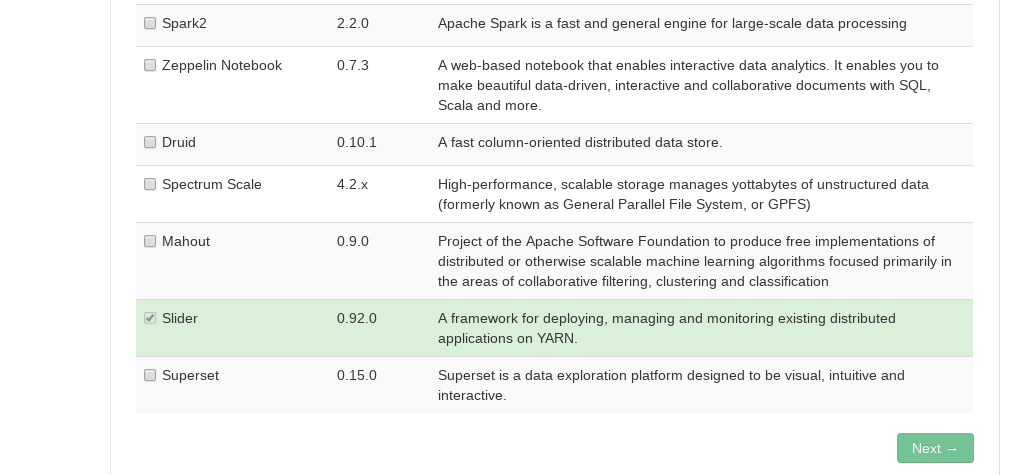 Spark2 2.2.0 Apache Spark is a fast and general engine for large-scale data processing
Zeppelin Notebook 0.7.3 A web-based notebook that enables interactive data analytics. It enables you to
make beautiful data-driven, interactive and collaborative documents with SQL,
Scala and more.
Druid 0.10.1 A fast column-oriented distributed data store.
Spectrum Scale 4.2.x High-performance, scalable storage manages yottabytes of unstructured data
(formerly known as General Parallel File System, or GPFS)
Mahout 0.9.0 Project of the Apache Software Foundation to produce free implementations of
distributed or otherwise scalable machine learning algorithms focused primarily in
the areas of collaborative filtering, clustering and classification
Slider 0.92.0 A framework for deploying, managing and monitoring existing distributed
applications on YARN.
Superset 0.15.0 Superset is a data exploration platform designed to be visual, intuitive and
interactive.
Next →